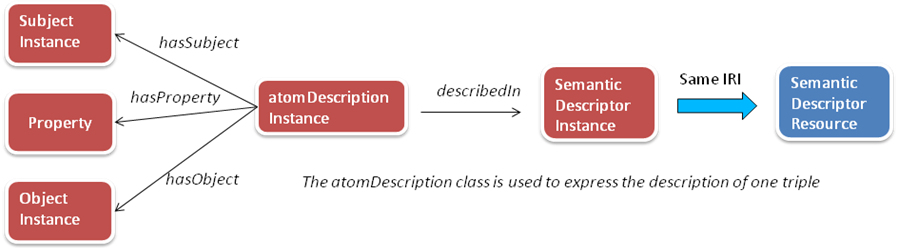 Subject
Instance
hasSubject
hasProperty
Property
atomDescription
Instance
describedIn
Semantic
Descriptor
Instance
Same IRI
Semantic
Descriptor
Resource
hasObject
Object
Instance
The atomDescription class is used to express the description of one triple